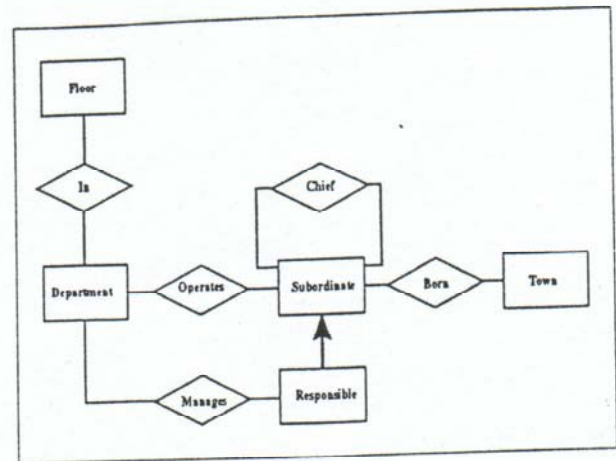 Floor
In
Chief
Department
Operates
Subordinate
Born
Town
Manages
Responsible